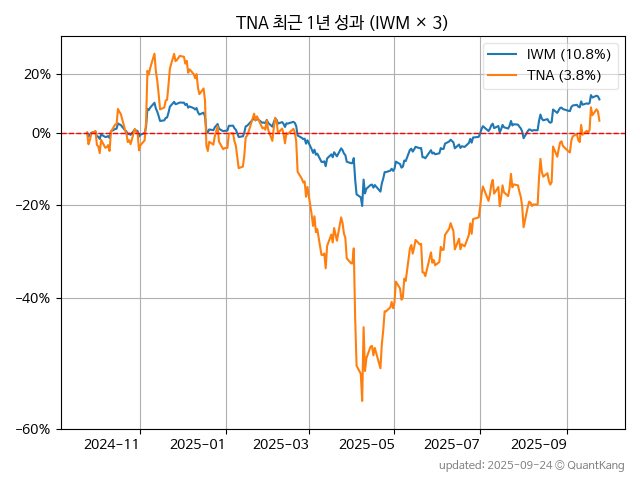 TNA 최근 1년 성과 (IWM × 3)
IWM (10.8%)
TNA (3.8%)
20%
0%
−20%
−40%
−60%
2024-11
2025-01
2025-03
2025-05
2025-07
2025-09
updated: 2025-09-24 © QuantKang